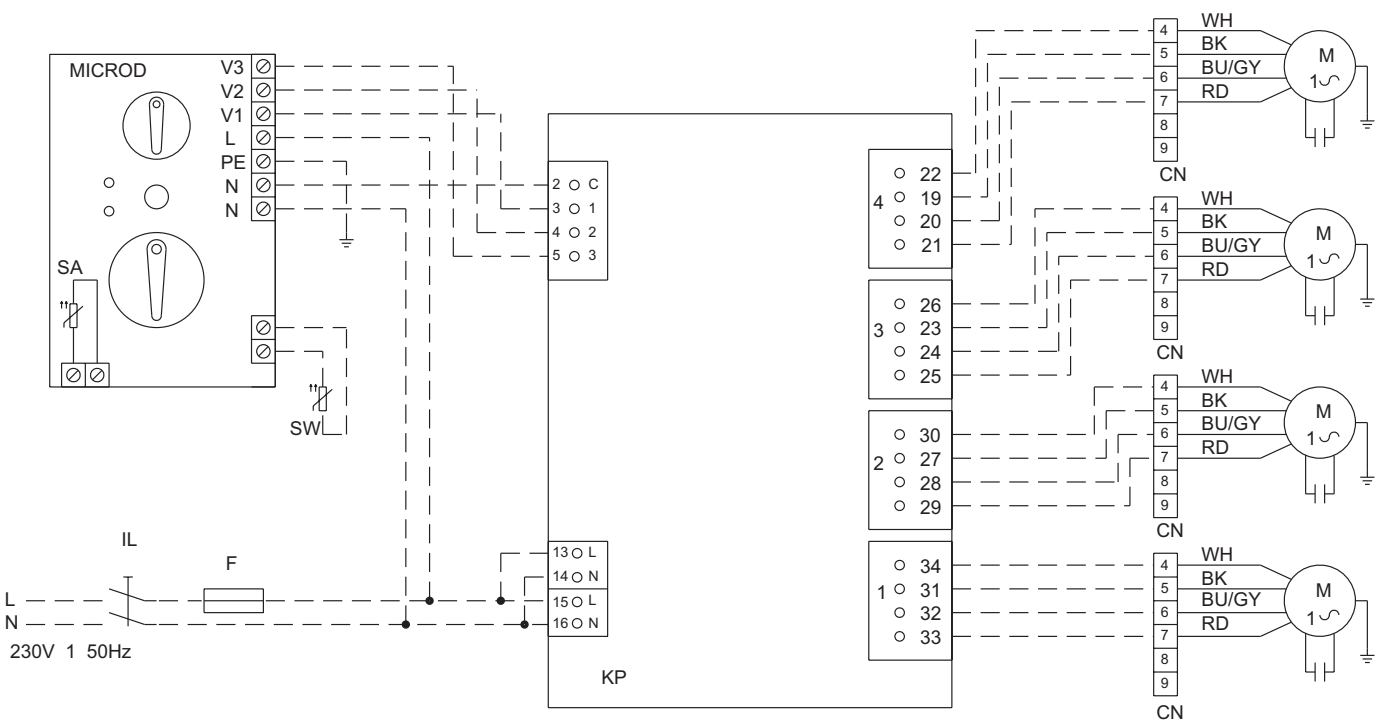 MICROD
V3
V2
V1
L
PE
N
N
SA
SW
2 C
3 1
4 2
5 3
IL
F
L
N
230V 1 50Hz
13 L
14 N
15 L
16 N
KP
4
22
19
20
21
3
26
23
24
25
2
30
27
28
29
1
34
31
32
33
4 WH
5 BK
6 BU/GY
7 RD
8
9
CN
M
1
4 WH
5 BK
6 BU/GY
7 RD
8
9
CN
M
1
4 WH
5 BK
6 BU/GY
7 RD
8
9
CN
M
1
4 WH
5 BK
6 BU/GY
7 RD
8
9
CN
M
1